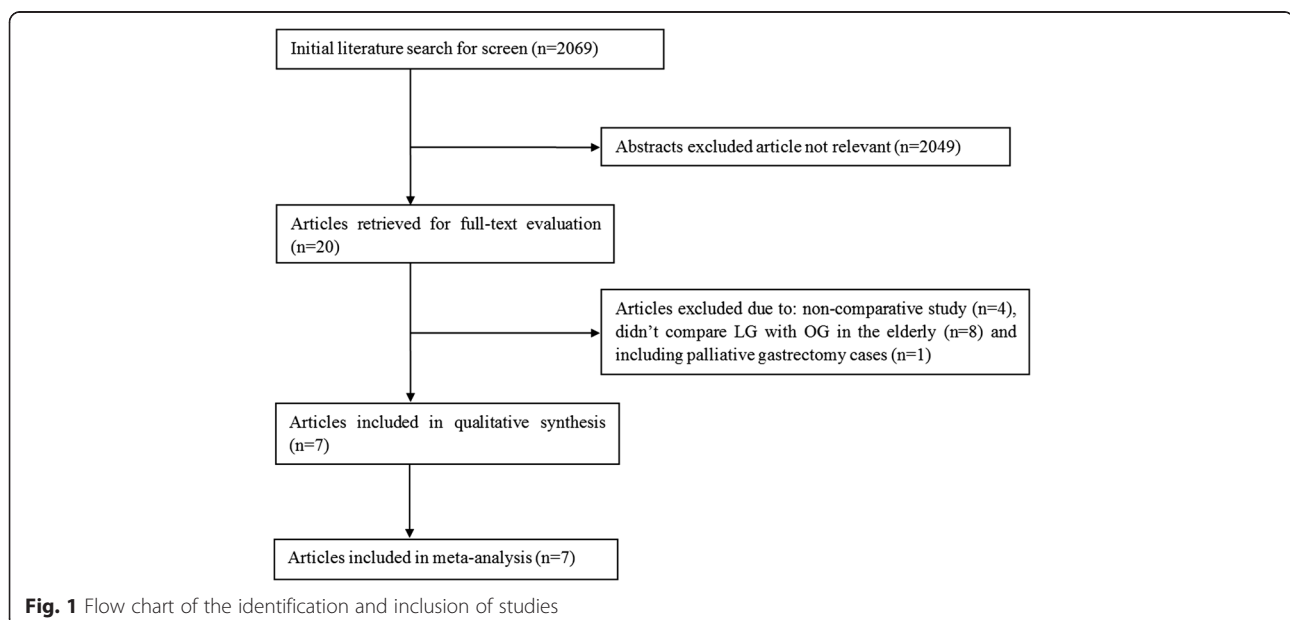 Initial literature search for screen (n=2069)
Abstracts excluded article not relevant (n=2049)
Articles retrieved for full-text evaluation
(n=20)
Articles excluded due to: non-comparative study (n=4),
didn't compare LG with OG in the elderly (n=8) and
including palliative gastrectomy cases (n=1)
Articles included in qualitative synthesis
(n=7)
Articles included in meta-analysis (n=7)
Fig. 1 Flow chart of the identification and inclusion of studies